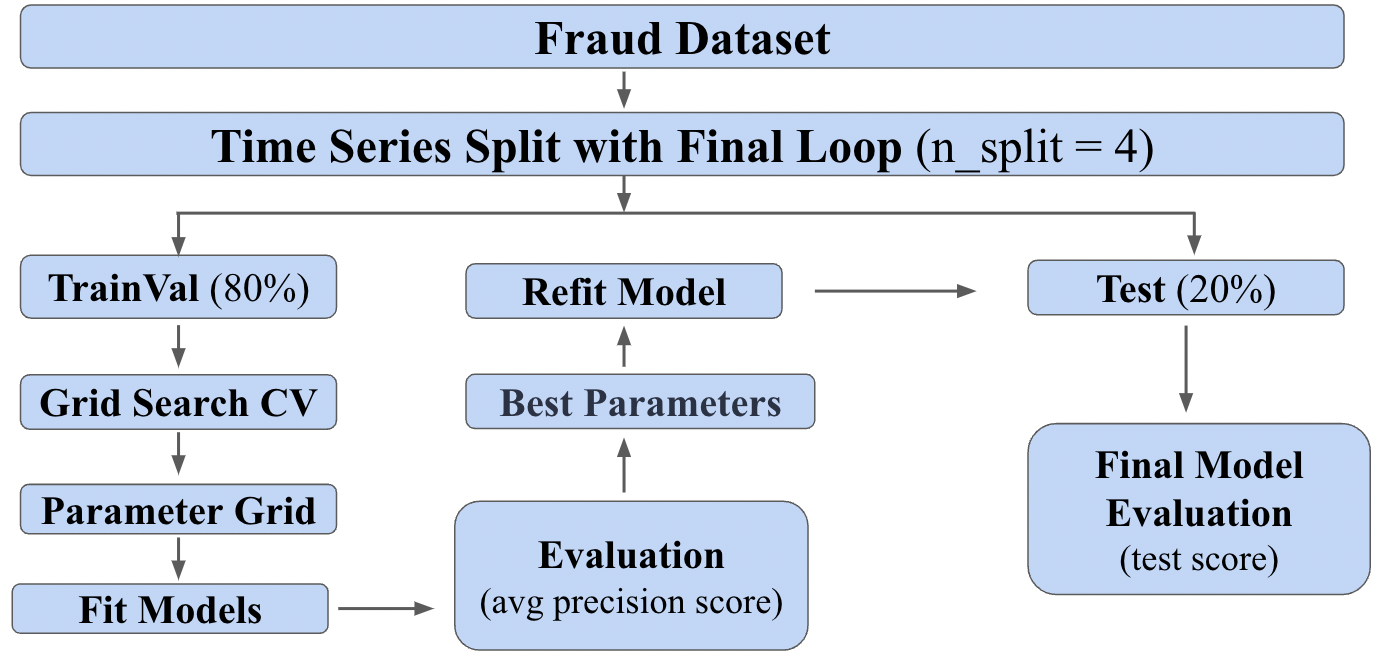 Fraud Dataset
Time Series Split with Final Loop (n_split = 4)
TrainVal (80%)
Grid Search CV
Parameter Grid
Fit Models
Evaluation
(avg precision score)
Best Parameters
Refit Model
Test (20%)
Final Model
Evaluation
(test score)